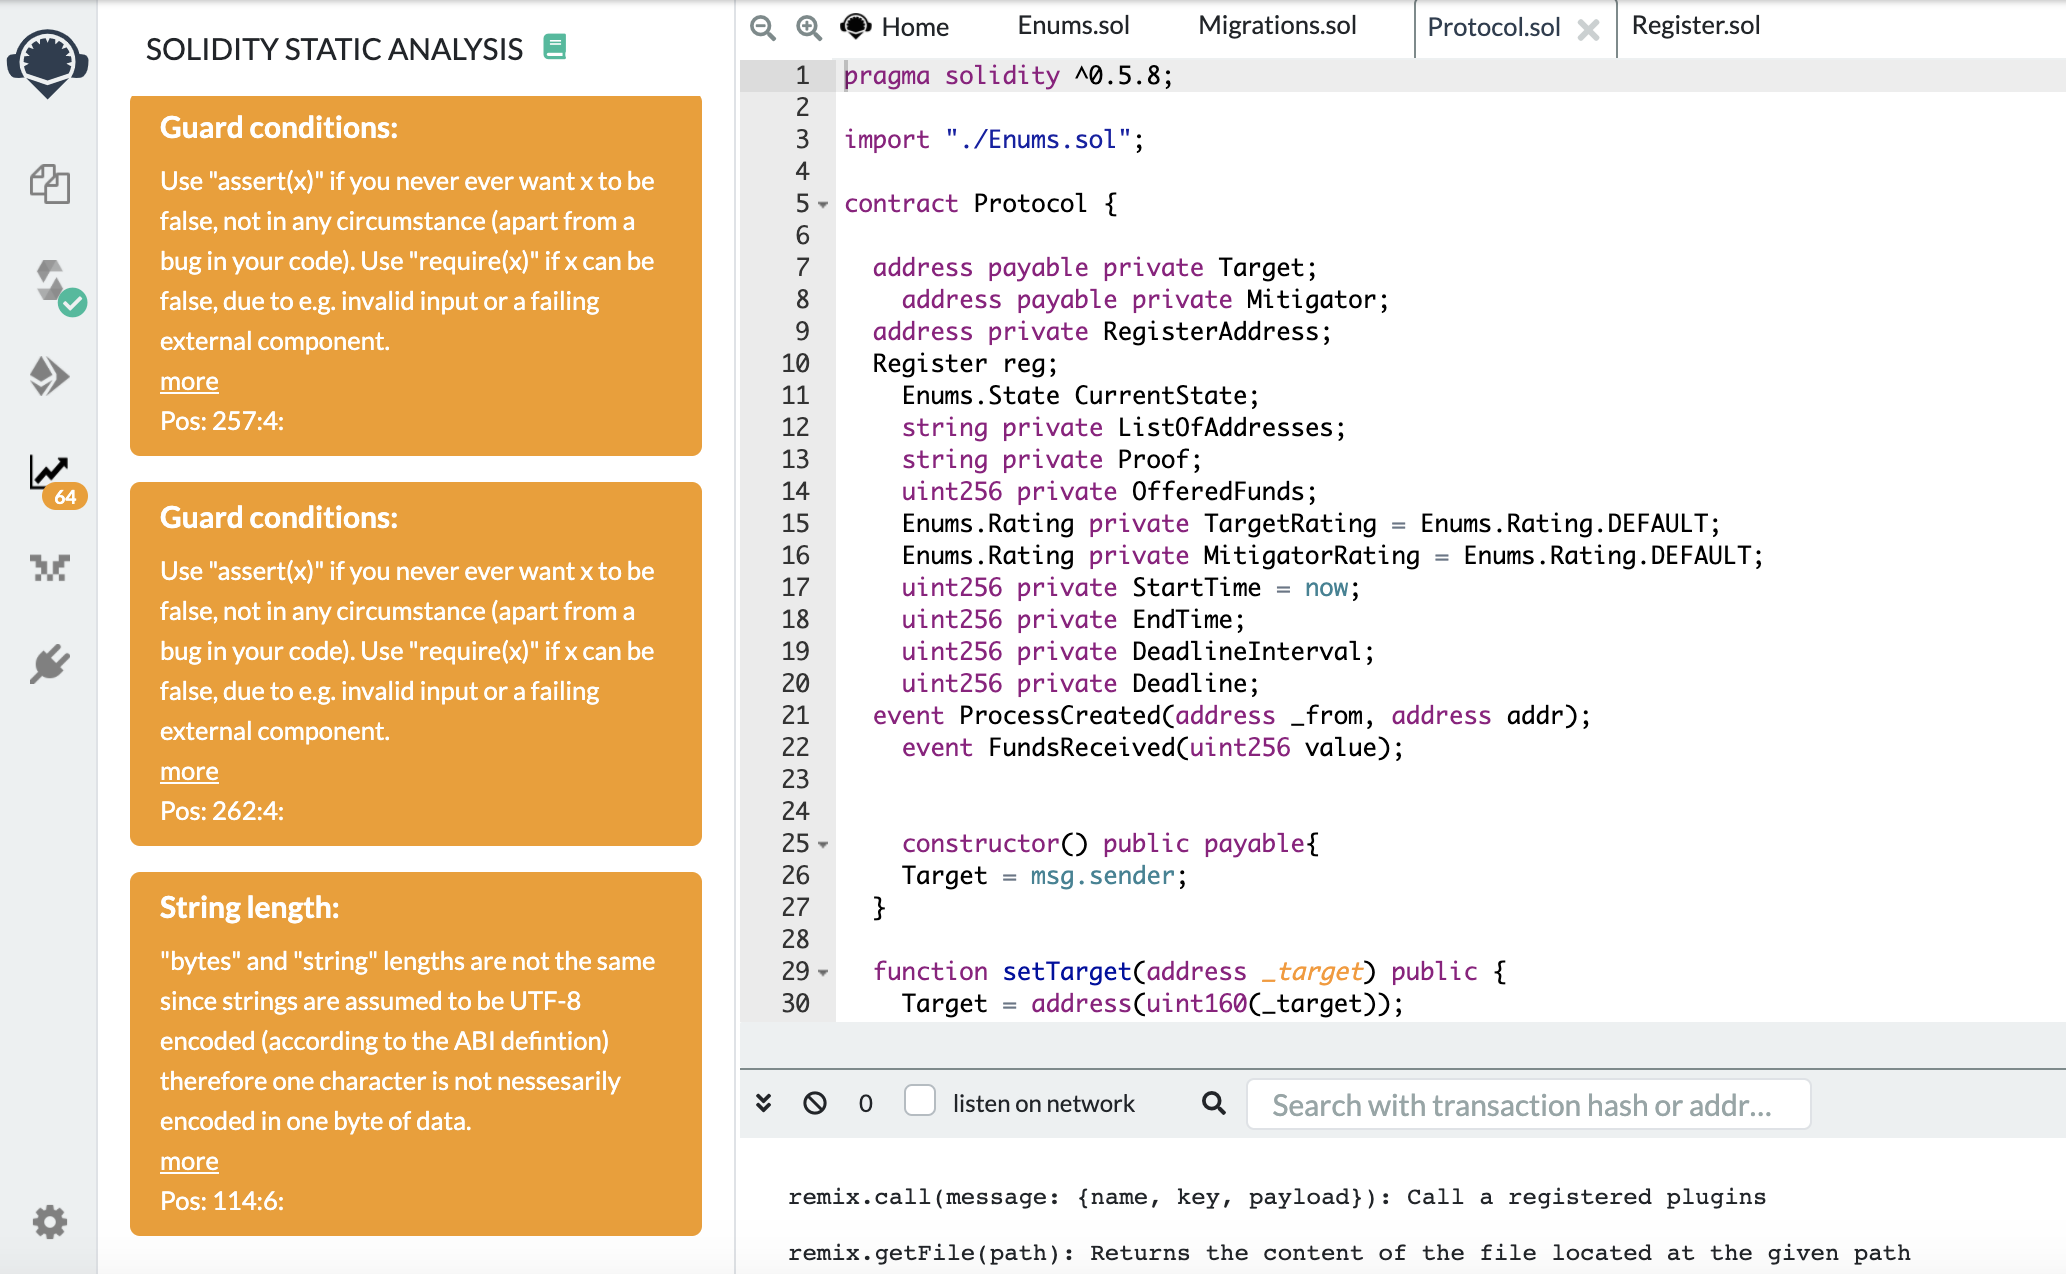 SOLIDITY STATIC ANALYSIS
Guard conditions:
Use "assert(x)" if you never ever want x to be
false, not in any circumstance (apart from a
bug in your code). Use "require(x)" if x can be
false, due to e.g. invalid input or a failing
external component.
more
Pos: 257:4:
Guard conditions:
Use "assert(x)" if you never ever want x to be
false, not in any circumstance (apart from a
bug in your code). Use "require(x)" if x can be
false, due to e.g. invalid input or a failing
external component.
more
Pos: 262:4:
String length:
"bytes" and "string" lengths are not the same
since strings are assumed to be UTF-8
encoded (according to the ABI defintion)
therefore one character is not nessesarily
encoded in one byte of data.
more
Pos: 114:6:
64
Home Enums.sol Migrations.sol Protocol.sol Register.sol
1 pragma solidity ^0.5.8;
2
3 import "./Enums.sol";
4
5 contract Protocol {
6
7 address payable private Target;
8 address payable private Mitigator;
9 address private RegisterAddress;
10 Register reg;
11 Enums.State CurrentState;
12 string private ListOfAddresses;
13 string private Proof;
14 uint256 private OfferedFunds;
15 Enums.Rating private TargetRating = Enums.Rating.DEFAULT;
16 Enums.Rating private MitigatorRating = Enums.Rating.DEFAULT;
17 uint256 private StartTime = now;
18 uint256 private EndTime;
19 uint256 private DeadlineInterval;
20 uint256 private Deadline;
21 event ProcessCreated(address _from, address addr);
22 event FundsReceived(uint256 value);
23
24
25 constructor() public payable{
26 Target = msg.sender;
27 }
28
29 function setTarget(address _target) public {
30 Target = address(uint160(_target));
0 listen on network Search with transaction hash or addr...
remix.call(message: {name, key, payload}): Call a registered plugins
remix.getFile(path): Returns the content of the file located at the given path